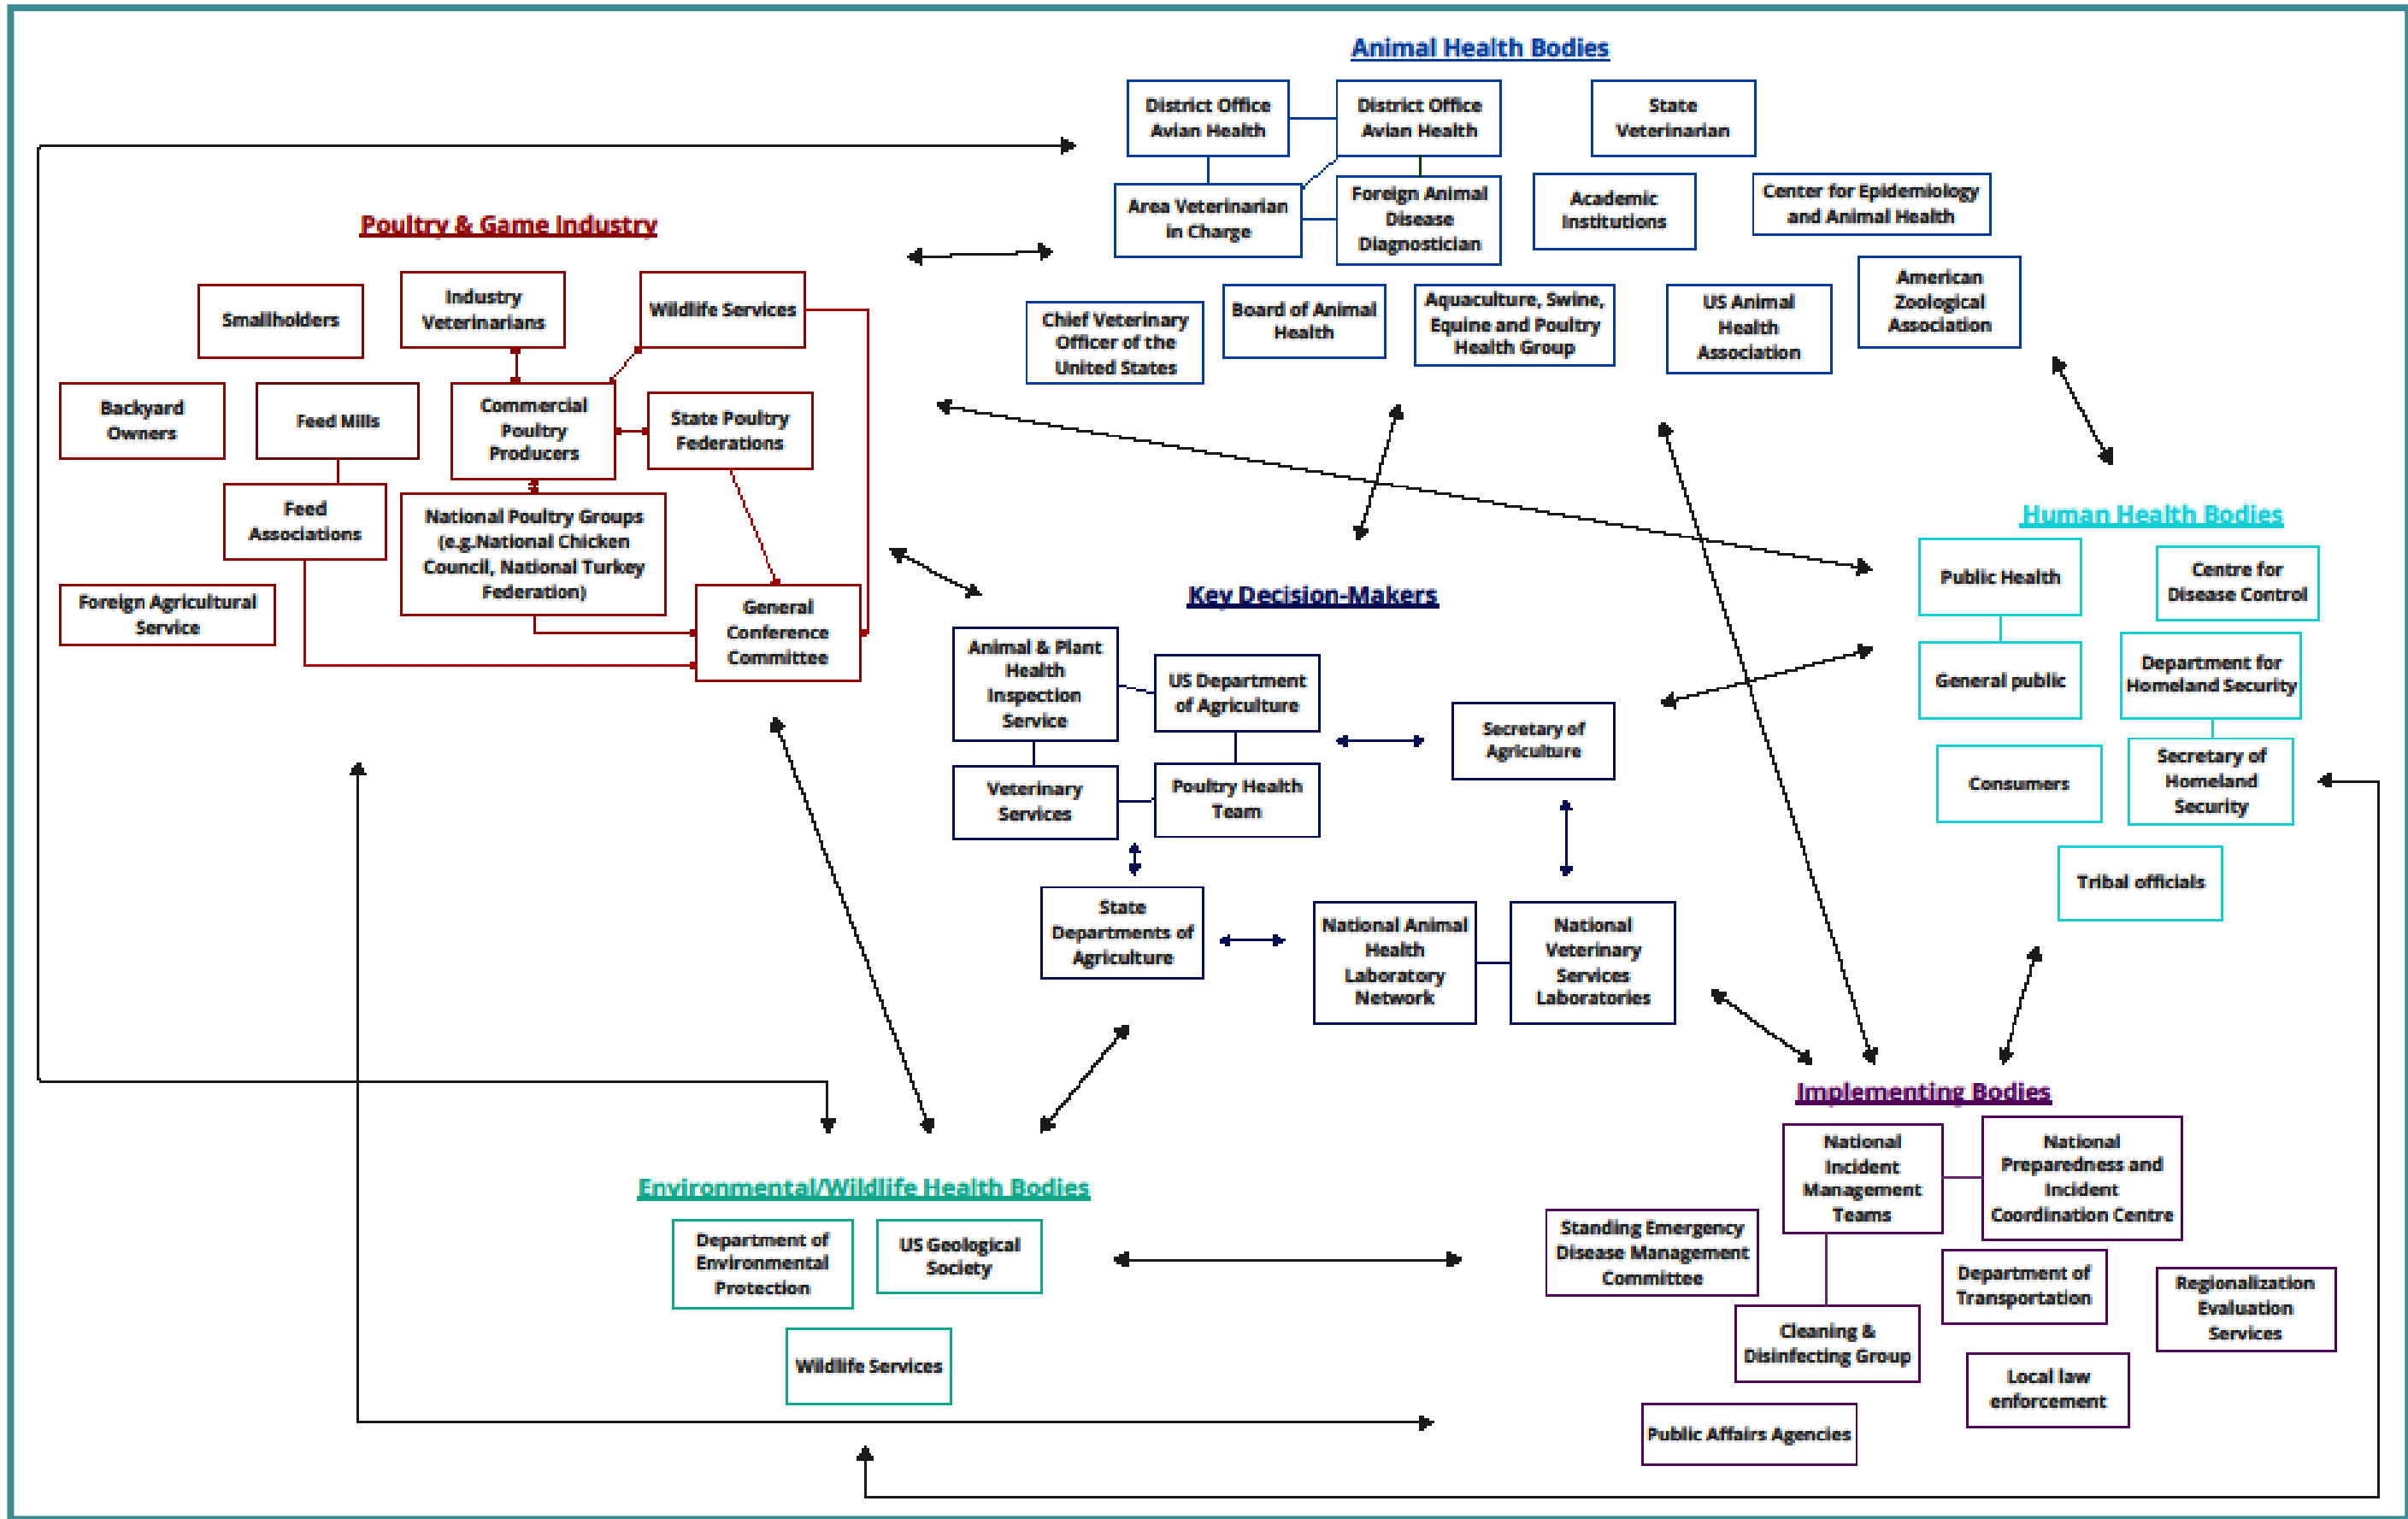 Animal Health Bodies
District Office
Avian Health
District Office
Avian Health
State
Veterinarian
Area Veterinarian
in Charge
Foreign Animal
Disease
Diagnostician
Academic
Institutions
Center for Epidemiology
and Animal Health
Chief Veterinary
Officer of the
United States
Board of Animal
Health
Aquaculture, Swine,
Equine and Poultry
Health Group
US Animal
Health
Association
American
Zoological
Association
Poultry & Game Industry
Smallholders
Industry
Veterinarians
Wildlife Services
Backyard
Owners
Feed Mills
Commercial
Poultry
Producers
State Poultry
Federations
Feed
Associations
National Poultry Groups
(e.g.National Chicken
Council, National Turkey
Federation)
Foreign Agricultural
Service
General
Conference
Committee
Key Decision-Makers
Animal & Plant
Health
Inspection
Service
US Department
of Agriculture
Secretary of
Agriculture
Veterinary
Services
Poultry Health
Team
State
Departments of
Agriculture
National Animal
Health
Laboratory
Network
National
Veterinary
Services
Laboratories
Human Health Bodies
Public Health
Centre for
Disease Control
General public
Department for
Homeland Security
Consumers
Secretary of
Homeland
Security
Tribal officials
Environmental/Wildlife Health Bodies
Department of
Environmental
Protection
US Geological
Society
Wildlife Services
Implementing Bodies
National
Incident
Management
Teams
National
Preparedness and
Incident
Coordination Centre
Standing Emergency
Disease Management
Committee
Department of
Transportation
Regionalization
Evaluation
Services
Cleaning &
Disinfecting Group
Local law
enforcement
Public Affairs Agencies